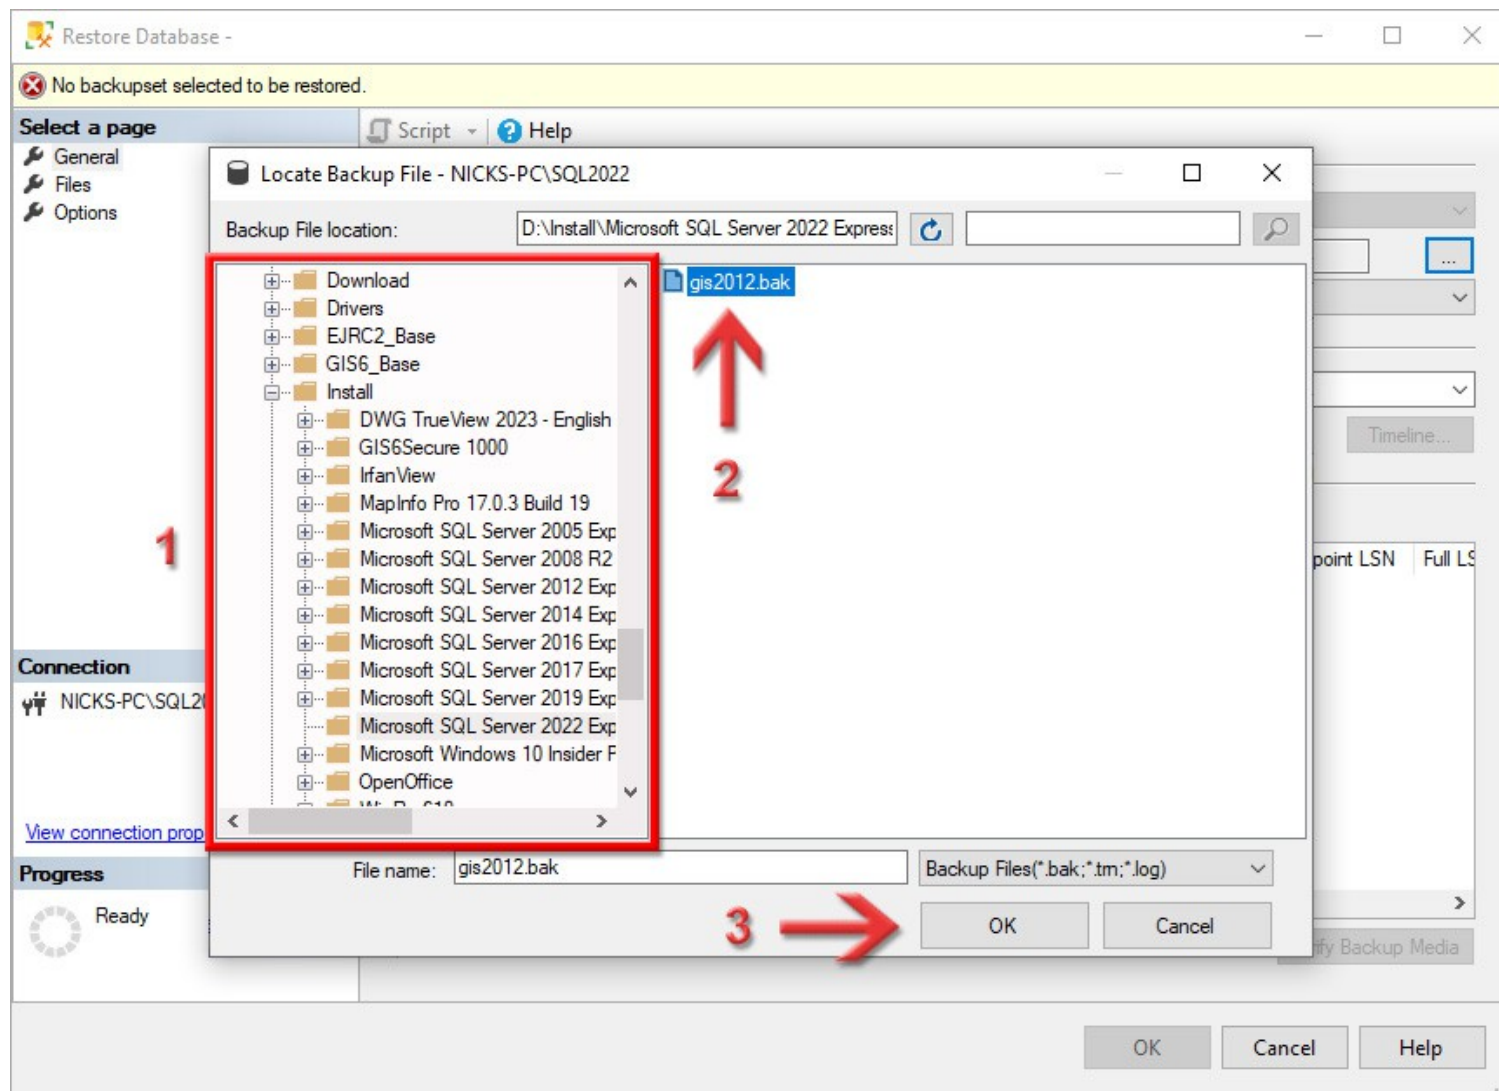 Restore Database -
No backupset selected to be restored.
Select a page
General
Files
Options
Script
Help
Locate Backup File - NICKS-PC\SQL2022
Backup File location:
D:\Install\Microsoft SQL Server 2022 Express
...
Download
Drivers
EJRC2_Base
GIS6_Base
Install
DWG TrueView 2023 - English
GIS6Secure 1000
IrfanView
MapInfo Pro 17.0.3 Build 19
Microsoft SQL Server 2005 Exp
Microsoft SQL Server 2008 R2
Microsoft SQL Server 2012 Exp
Microsoft SQL Server 2014 Exp
Microsoft SQL Server 2016 Exp
Microsoft SQL Server 2017 Exp
Microsoft SQL Server 2019 Exp
Microsoft SQL Server 2022 Exp
Microsoft Windows 10 Insider P
OpenOffice
gis2012.bak
1
2
Timeline...
point LSN Full LS
Connection
NICKS-PC\SQL20
View connection prop
Progress
Ready
File name: gis2012.bak
Backup Files(*.bak;*.trn;*.log)
3
OK
Cancel
ify Backup Media
OK
Cancel
Help